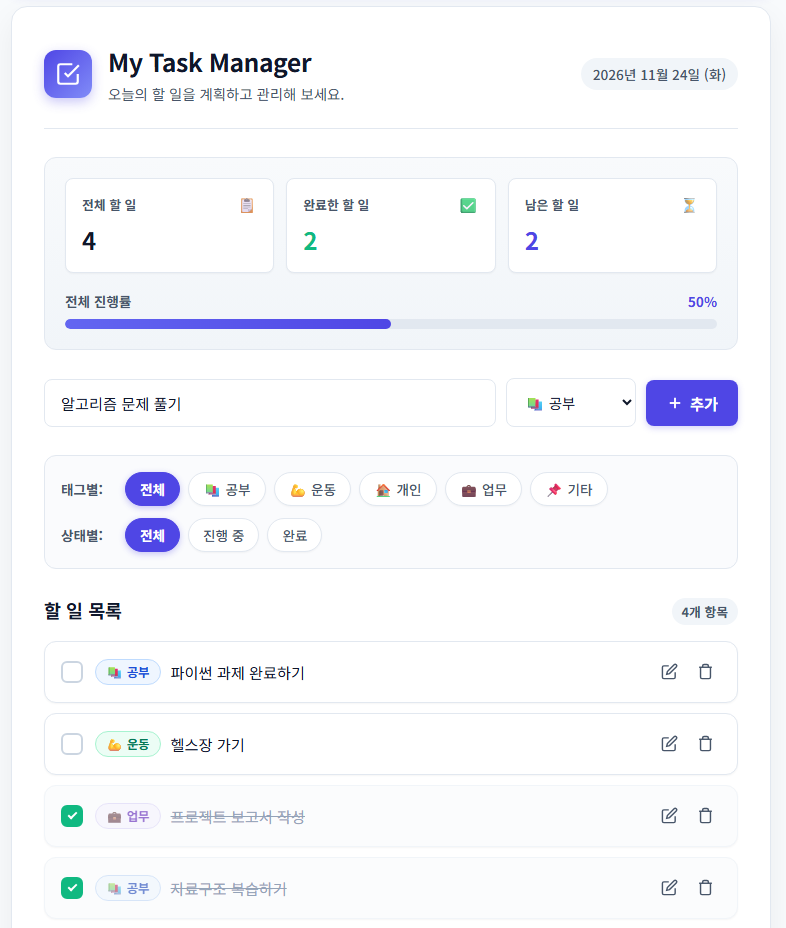 My Task Manager
오늘의 할 일을 계획하고 관리해 보세요.
2026년 11월 24일 (화)
전체 할 일
4
완료한 할 일
2
남은 할 일
2
전체 진행률
50%
알고리즘 문제 풀기
공부
+ 추가
태그별: 전체 공부 운동 개인 업무 기타
상태별: 전체 진행 중 완료
할 일 목록
4개 항목
공부 파이썬 과제 완료하기
운동 헬스장 가기
업무 프로젝트 보고서 작성
공부 자료구조 복습하기